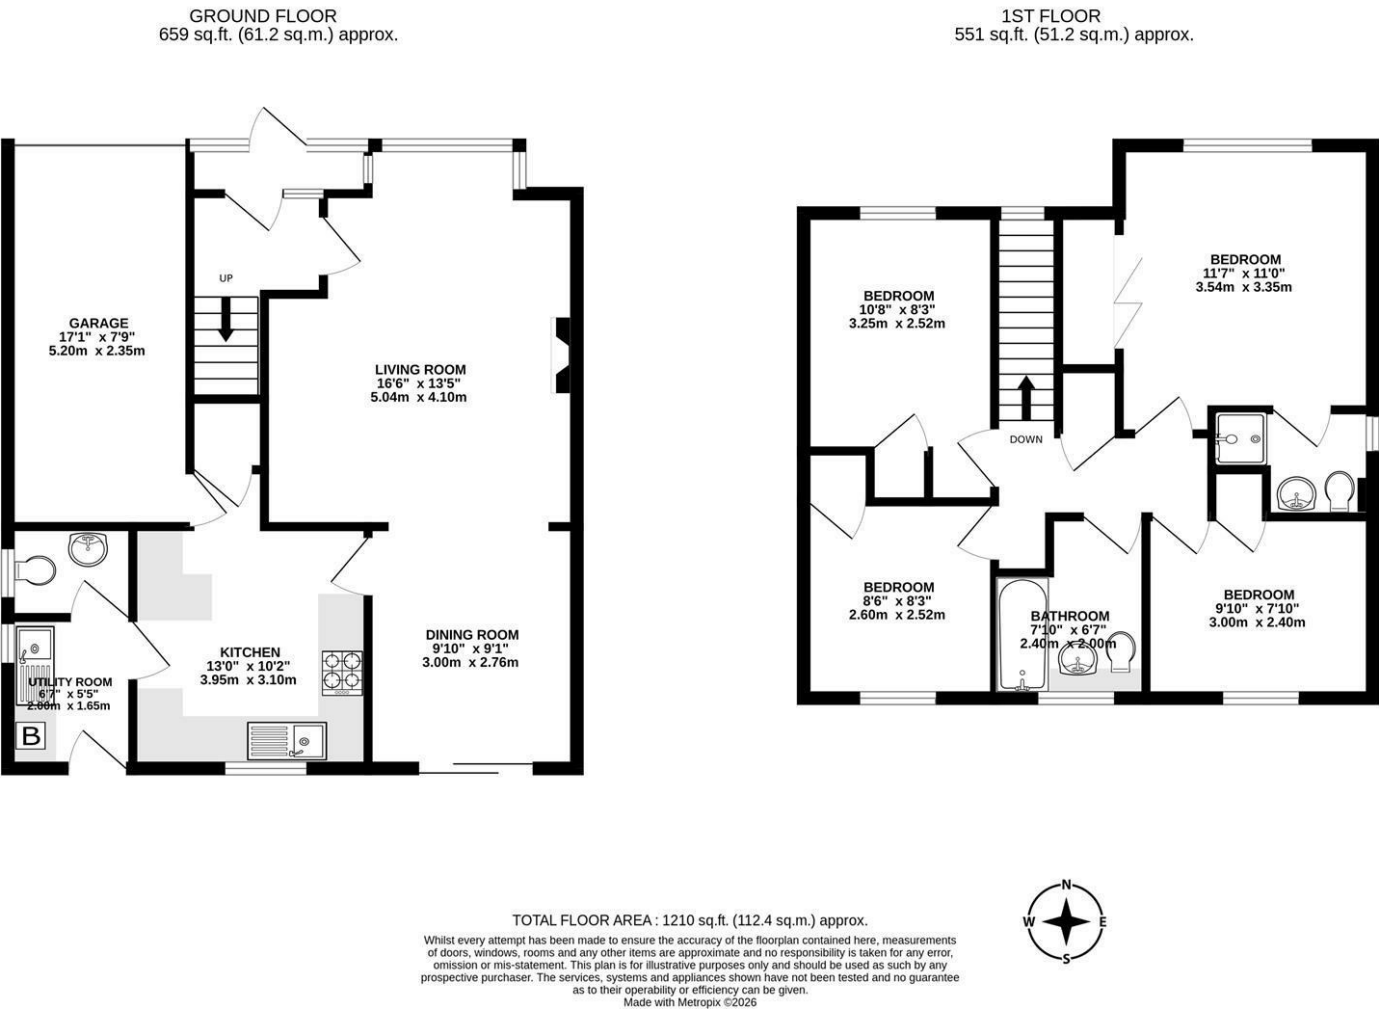 GROUND FLOOR
659 sq.ft. (61.2 sq.m.) approx.
1ST FLOOR
551 sq.ft. (51.2 sq.m.) approx.
UP
GARAGE
17'1" x 7'9"
5.20m x 2.35m
LIVING ROOM
16'6" x 13'5"
5.04m x 4.10m
KITCHEN
13'0" x 10'2"
3.95m x 3.10m
DINING ROOM
9'10" x 9'1"
3.00m x 2.76m
UTILITY ROOM
6'7" x 5'5"
2.00m x 1.65m
B
BEDROOM
11'7" x 11'0"
3.54m x 3.35m
BEDROOM
10'8" x 8'3"
3.25m x 2.52m
DOWN
BEDROOM
8'6" x 8'3"
2.60m x 2.52m
BATHROOM
7'10" x 6'7"
2.40m x 2.00m
BEDROOM
9'10" x 7'10"
3.00m x 2.40m
N
W E
S
TOTAL FLOOR AREA : 1210 sq.ft. (112.4 sq.m.) approx.
Whilst every attempt has been made to ensure the accuracy of the floorplan contained here, measurements
of doors, windows, rooms and any other items are approximate and no responsibility is taken for any error,
omission or mis-statement. This plan is for illustrative purposes only and should be used as such by any
prospective purchaser. The services, systems and appliances shown have not been tested and no guarantee
as to their operability or efficiency can be given.
Made with Metropix ©2026